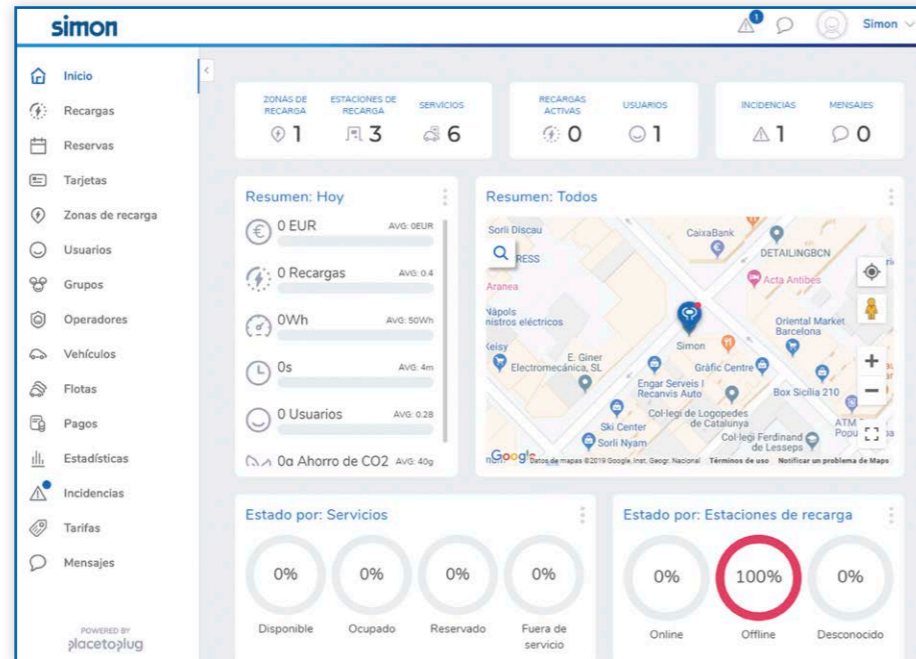 simon
1
Simon
Inicio
Recargas
Reservas
Tarjetas
Zonas de recarga
Usuarios
Grupos
Operadores
Vehículos
Flotas
Pagos
Estadísticas
Incidencias
Tarifas
Mensajes
POWERED BY
placetoplug
ZONAS DE
RECARGA
1
ESTACIONES DE
RECARGA
3
SERVICIOS
6
RECARGAS
ACTIVAS
0
USUARIOS
1
INCIDENCIAS
1
MENSAJES
0
Resumen: Hoy
0 EUR AVG: 0EUR
0 Recargas AVG: 0.4
0Wh AVG: 50Wh
0s AVG: 4m
0 Usuarios AVG: 0.28
0g Ahorro de CO2 AVG: 40g
Resumen: Todos
Sorli Discau
RESS
CaixaBank
DETAILINGBCN
Aranea
Acta Antibes
Nàpols
nistros eléctricos
Oriental Market
Barcelona
Simon
E. Giner
Electromecánica, SL
Gràfic Centre
Engar Serveis I
Recanvis Auto
Box Sicília 210
Col·legi de Logopedes
de Catalunya
Ski Center
Sorli Nyam
Col·legi Ferdinand
de Lesseps
ATM
Google
Datos de mapas ©2019 Google, Inst. Geogr. Nacional Términos de uso Notificar un problema de Maps
Estado por: Servicios
0% 0% 0% 0%
Disponible Ocupado Reservado Fuera de
servicio
Estado por: Estaciones de recarga
0% 100% 0%
Online Offline Desconocido